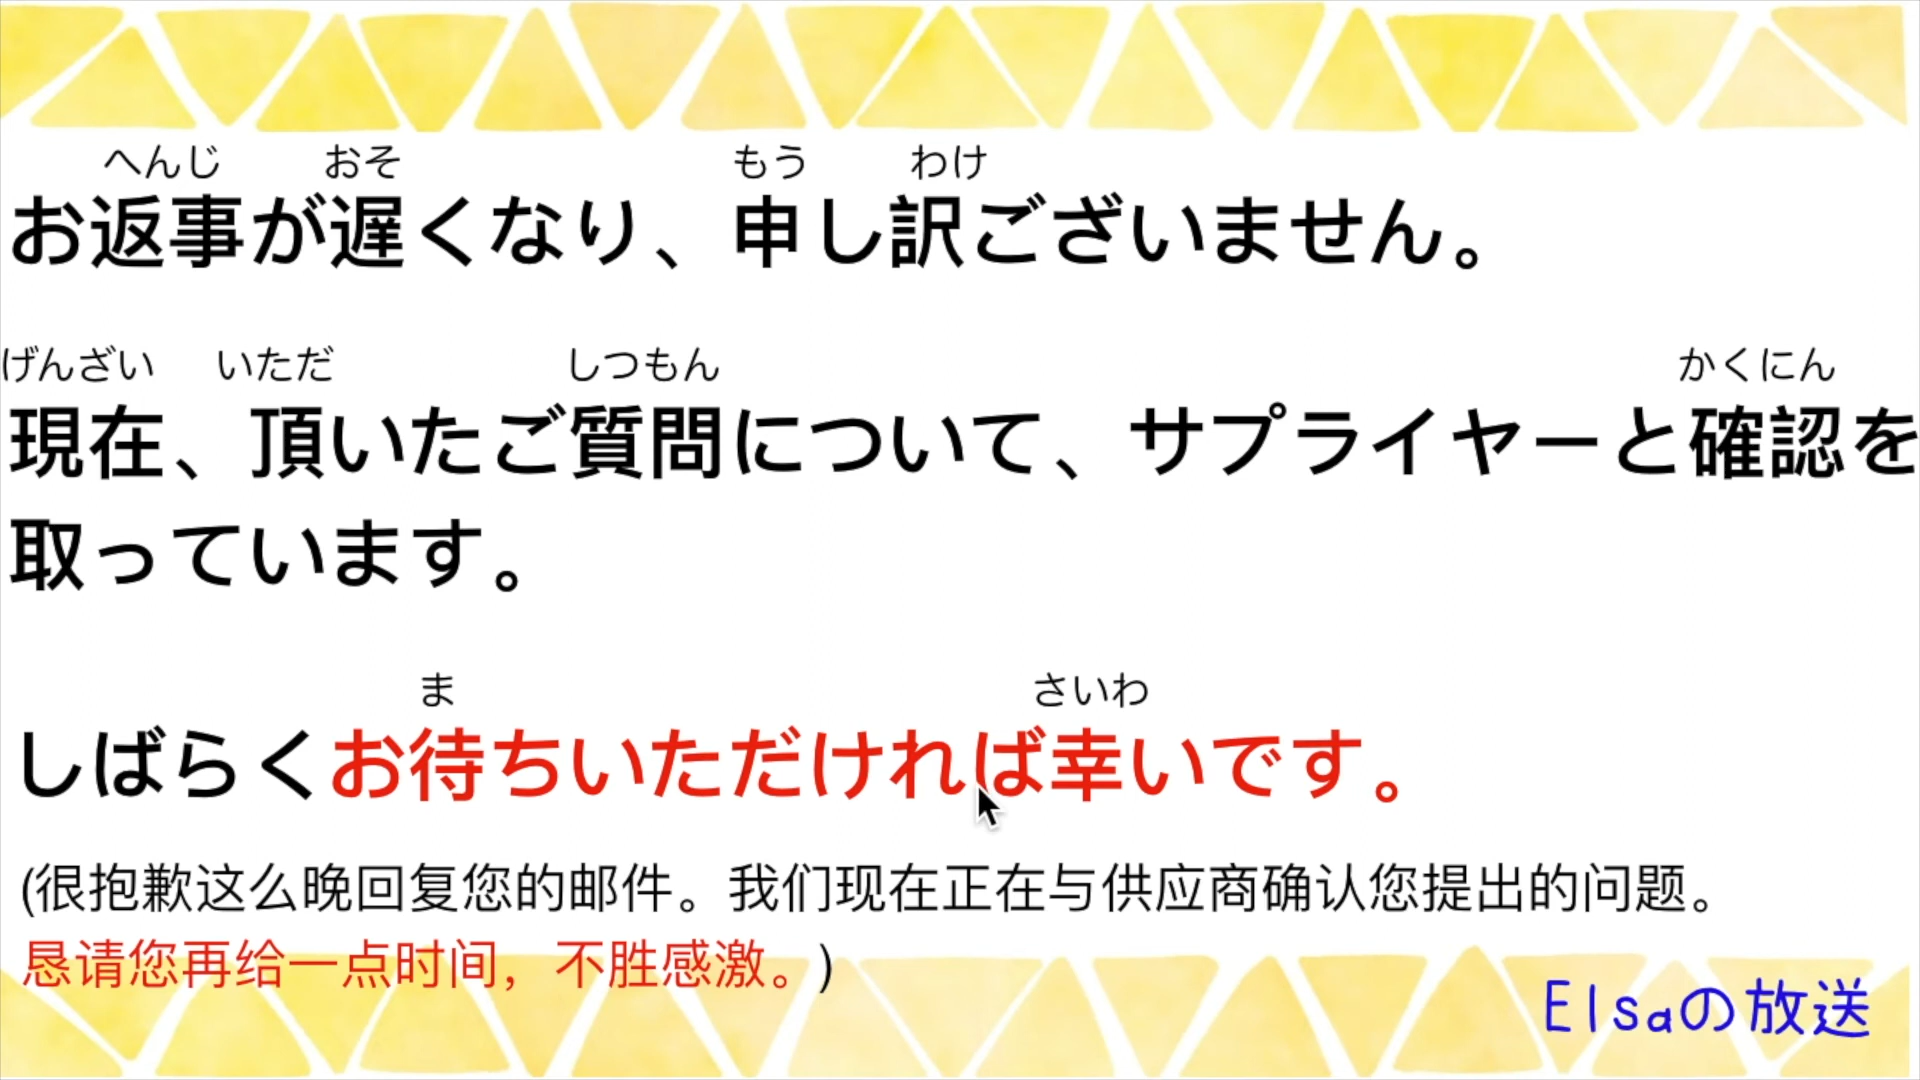 へんじ おそ もう わけ
お返事が遅くなり、申し訳ございません。
げんざい いただ しつもん かくにん
現在、頂いたご質問について、サプライヤーと確認を
取っています。
ま さいわ
しばらくお待ちいただければ幸いです。
(很抱歉这么晚回复您的邮件。我们现在正在与供应商确认您提出的问题。
恳请您再给一点时间，不胜感激。)
Elsaの放送